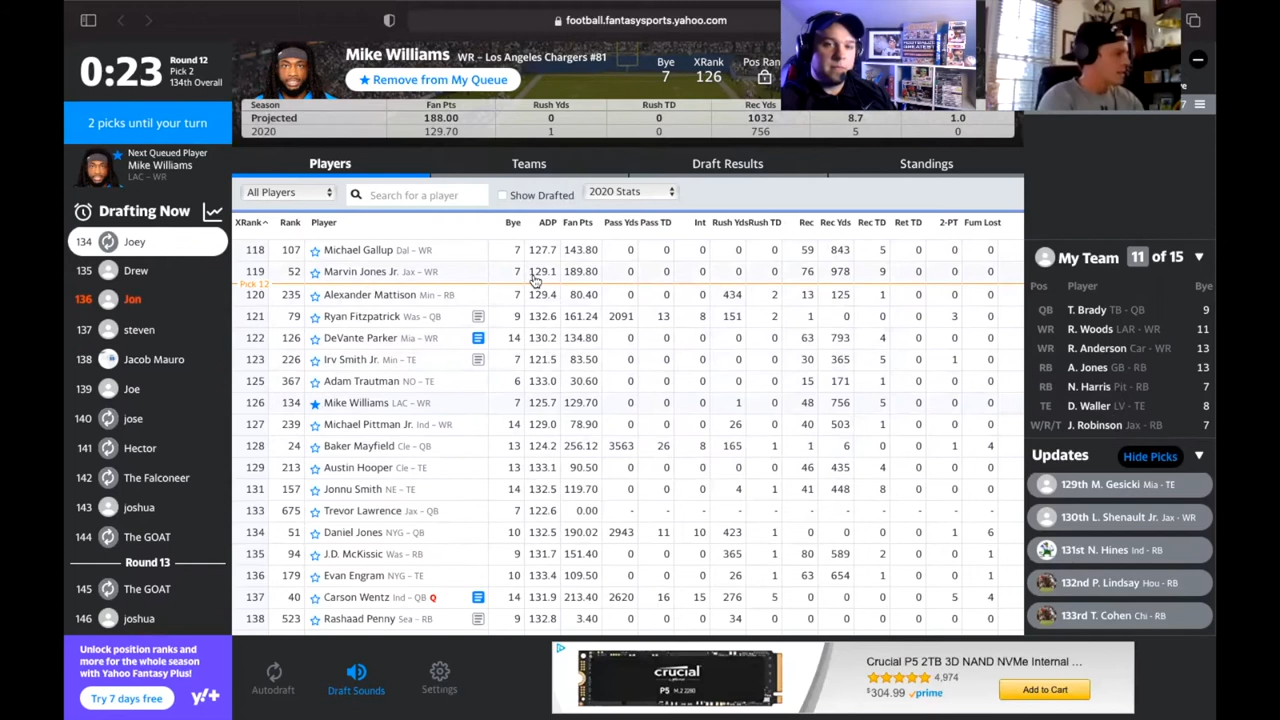 football.fantasysports.yahoo.com
0:23
Round 12
Pick 2
134th Overall
Mike Williams
WR – Los Angeles Chargers #81
★ Remove from My Queue
Bye
7
XRank
126
Pos Ran
Season Fan Pts Rush Yds Rush TD Rec Yds
Projected 188.00 0 0 1032 8.7 1.0
2020 129.70 1 0 756 5 0
2 picks until your turn
Next Queued Player
Mike Williams
LAC – WR
Drafting Now
134 Joey
135 Drew
136 Jon
137 steven
138 Jacob Mauro
139 Joe
140 jose
141 Hector
142 The Falconeer
143 joshua
144 The GOAT
Round 13
145 The GOAT
146 joshua
Unlock position ranks and
more for the whole season
with Yahoo Fantasy Plus!
Try 7 days free
y!+
Players Teams Draft Results Standings
All Players Search for a player Show Drafted 2020 Stats
XRank Rank Player Bye ADP Fan Pts Pass Yds Pass TD Int Rush Yds Rush TD Rec Rec Yds Rec TD Ret TD 2-PT Fum Lost
118 107 Michael Gallup Dal – WR 7 127.7 143.80 0 0 0 0 0 59 843 5 0 0 0
119 52 Marvin Jones Jr. Jax – WR 7 129.1 189.80 0 0 0 0 0 76 978 9 0 0 0
Pick 12
120 235 Alexander Mattison Min – RB 7 129.4 80.40 0 0 0 434 2 13 125 1 0 0 0
121 79 Ryan Fitzpatrick Was – QB 9 132.6 161.24 2091 13 8 151 2 1 0 0 0 3 0
122 86 DeVante Parker Mia – WR 14 130.2 134.80 0 0 0 0 0 63 793 4 0 0 0
123 226 Irv Smith Jr. Min – TE 7 121.5 83.50 0 0 0 0 0 30 365 5 0 1 0
125 367 Adam Trautman NO – TE 6 133.0 30.60 0 0 0 0 0 15 171 1 0 0 0
126 134 Mike Williams LAC – WR 7 125.7 129.70 0 0 0 1 0 48 756 5 0 0 0
127 239 Michael Pittman Jr. Ind – WR 14 129.0 78.90 0 0 0 26 0 40 503 1 0 0 0
128 24 Baker Mayfield Cle – QB 13 124.2 256.12 3563 26 8 165 1 0 6 0 0 1 4
129 213 Austin Hooper Cle – TE 13 133.1 90.50 0 0 0 0 0 46 435 4 0 1 0
131 157 Jonnu Smith NE – TE 14 132.5 119.70 0 0 0 4 1 41 448 8 0 0 0
133 675 Trevor Lawrence Jax – QB 7 122.6 0.00 - - - - - - - - - - -
134 51 Daniel Jones NYG – QB 10 132.5 190.02 2943 11 10 423 1 0 0 0 0 1 6
135 94 J.D. McKissic Was – RB 9 131.7 151.40 0 0 0 365 1 80 589 2 0 0 1
136 179 Evan Engram NYG – TE 10 133.4 109.50 0 0 0 26 1 63 654 1 0 0 1
137 40 Carson Wentz Ind – QB Q 14 131.9 213.40 2620 16 15 276 5 0 0 0 0 5 4
138 523 Rashaad Penny Sea – RB 9 132.8 3.40 0 0 0 34 0 0 0 0 0 0 0
My Team 11 of 15
Pos Player Bye
QB T. Brady TB - QB 9
WR R. Woods LAR - WR 11
WR R. Anderson Car - WR 13
RB A. Jones GB - RB 13
RB N. Harris Pit - RB 7
TE D. Waller LV - TE 8
W/R/T J. Robinson Jax - RB 7
Updates Hide Picks
129th M. Gesicki Mia - TE
130th L. Shenault Jr. Jax - WR
131st N. Hines Ind - RB
132nd P. Lindsay Hou - RB
133rd T. Cohen Chi - RB
Autodraft
Draft Sounds
Settings
crucial
P5 M.2 2280
Crucial P5 2TB 3D NAND NVMe Internal ...
4,974
$304.99 prime
Add to Cart